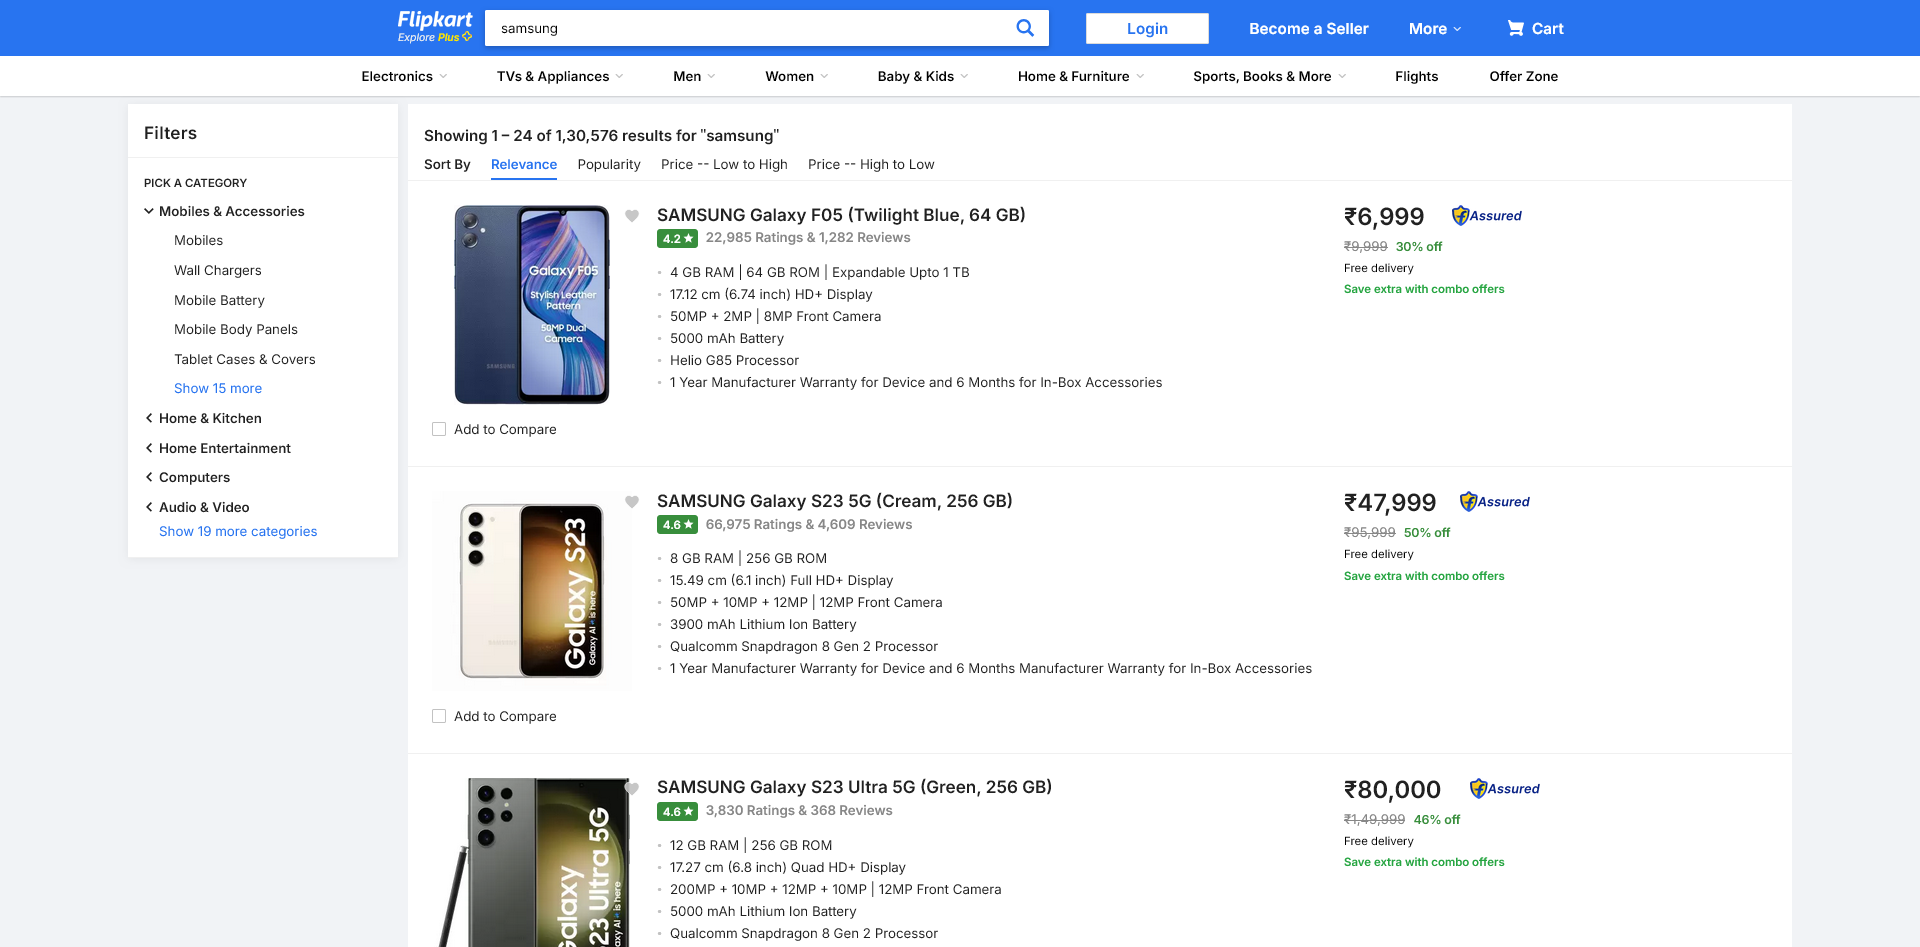 Flipkart
Explore Plus
samsung
Login
Become a Seller
More
Cart
Electronics
TVs & Appliances
Men
Women
Baby & Kids
Home & Furniture
Sports, Books & More
Flights
Offer Zone
Filters
PICK A CATEGORY
Mobiles & Accessories
Mobiles
Wall Chargers
Mobile Battery
Mobile Body Panels
Tablet Cases & Covers
Show 15 more
Home & Kitchen
Home Entertainment
Computers
Audio & Video
Show 19 more categories
Showing 1 – 24 of 1,30,576 results for "samsung"
Sort By Relevance Popularity Price -- Low to High Price -- High to Low
Galaxy F05
Stylish Leather
Pattern
50MP Dual
Camera
SAMSUNG
Add to Compare
SAMSUNG Galaxy F05 (Twilight Blue, 64 GB)
4.2 ★ 22,985 Ratings & 1,282 Reviews
4 GB RAM | 64 GB ROM | Expandable Upto 1 TB
17.12 cm (6.74 inch) HD+ Display
50MP + 2MP | 8MP Front Camera
5000 mAh Battery
Helio G85 Processor
1 Year Manufacturer Warranty for Device and 6 Months for In-Box Accessories
₹6,999 Assured
₹9,999 30% off
Free delivery
Save extra with combo offers
Galaxy S23
Galaxy AI is here
Add to Compare
SAMSUNG Galaxy S23 5G (Cream, 256 GB)
4.6 ★ 66,975 Ratings & 4,609 Reviews
8 GB RAM | 256 GB ROM
15.49 cm (6.1 inch) Full HD+ Display
50MP + 10MP + 12MP | 12MP Front Camera
3900 mAh Lithium Ion Battery
Qualcomm Snapdragon 8 Gen 2 Processor
1 Year Manufacturer Warranty for Device and 6 Months Manufacturer Warranty for In-Box Accessories
₹47,999 Assured
₹95,999 50% off
Free delivery
Save extra with combo offers
Galaxy
23 Ultra 5G
axy AI is here
SAMSUNG Galaxy S23 Ultra 5G (Green, 256 GB)
4.6 ★ 3,830 Ratings & 368 Reviews
12 GB RAM | 256 GB ROM
17.27 cm (6.8 inch) Quad HD+ Display
200MP + 10MP + 12MP + 10MP | 12MP Front Camera
5000 mAh Lithium Ion Battery
Qualcomm Snapdragon 8 Gen 2 Processor
₹80,000 Assured
₹1,49,999 46% off
Free delivery
Save extra with combo offers